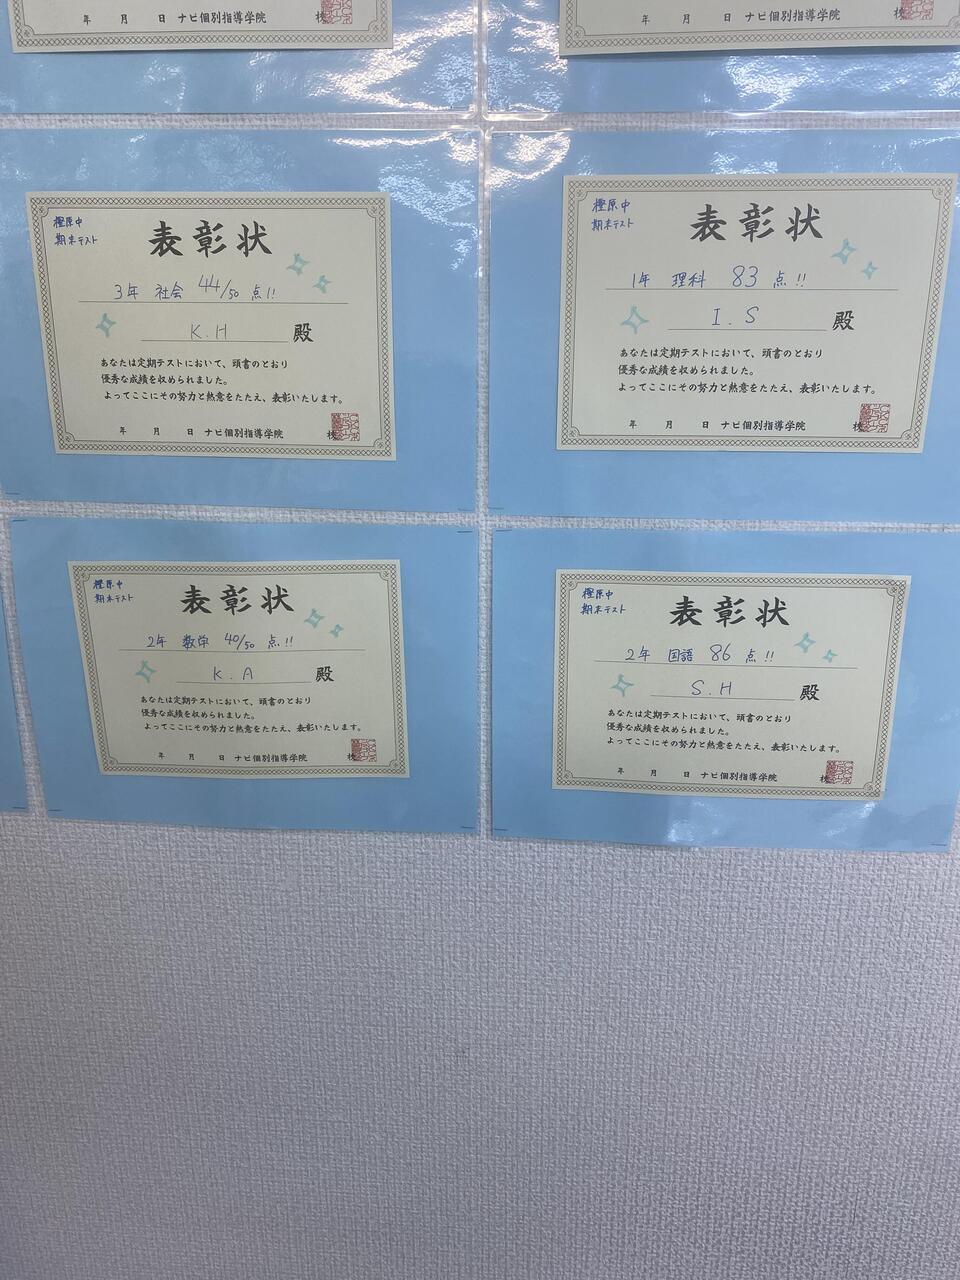 年 月 日 ナビ個別指導学院
年 月 日 ナビ個別指導学院
樫原中
期末テスト
表彰状
3年 社会 44/50 点!!
K.H 殿
あなたは定期テストにおいて、頭書のとおり
優秀な成績を収められました。
よってここにその努力と熱意をたたえ、表彰いたします。
年 月 日 ナビ個別指導学院 校
樫原中
期末テスト
表彰状
1年 理科 83 点!!
I.S 殿
あなたは定期テストにおいて、頭書のとおり
優秀な成績を収められました。
よってここにその努力と熱意をたたえ、表彰いたします。
年 月 日 ナビ個別指導学院 校
樫原中
期末テスト
表彰状
2年 数学 40/50 点!!
K.A 殿
あなたは定期テストにおいて、頭書のとおり
優秀な成績を収められました。
よってここにその努力と熱意をたたえ、表彰いたします。
年 月 日 ナビ個別指導学院 校
樫原中
期末テスト
表彰状
2年 国語 86 点!!
S.H 殿
あなたは定期テストにおいて、頭書のとおり
優秀な成績を収められました。
よってここにその努力と熱意をたたえ、表彰いたします。
年 月 日 ナビ個別指導学院 校